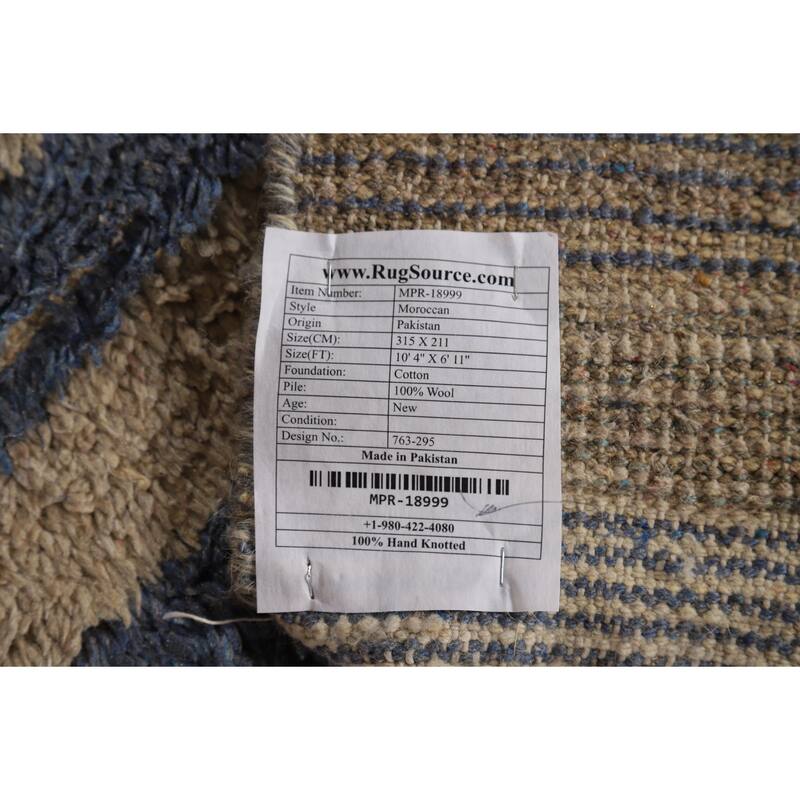 www.RugSource.com
Item Number: MPR-18999
Style Moroccan
Origin Pakistan
Size(CM): 315 X 211
Size(FT): 10' 4" X 6' 11"
Foundation: Cotton
Pile: 100% Wool
Age: New
Condition:
Design No.: 763-295
Made in Pakistan
MPR-18999
+1-980-422-4080
100% Hand Knotted